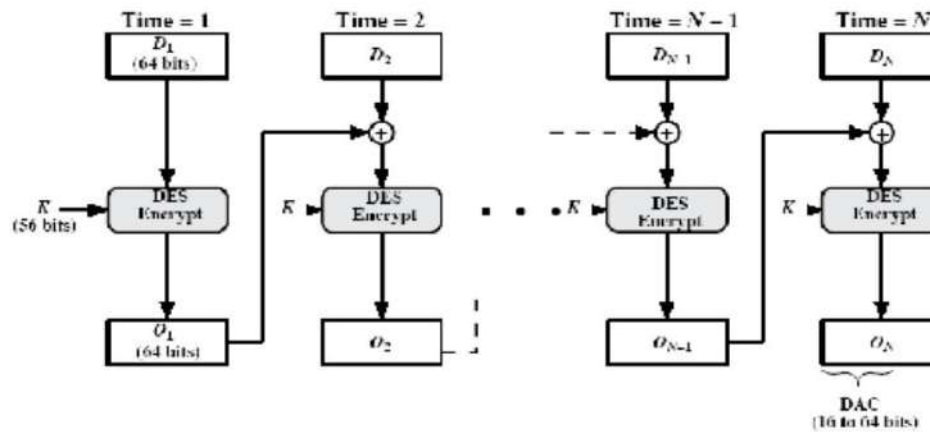 Time = 1
Time = 2
Time = N − 1
Time = N
D1
(64 bits)
D2
DN−1
DN
+
+
+
K
(56 bits)
DES
Encrypt
K
DES
Encrypt
K
DES
Encrypt
K
DES
Encrypt
O1
(64 bits)
O2
ON−1
ON
DAC
(16 to 64 bits)